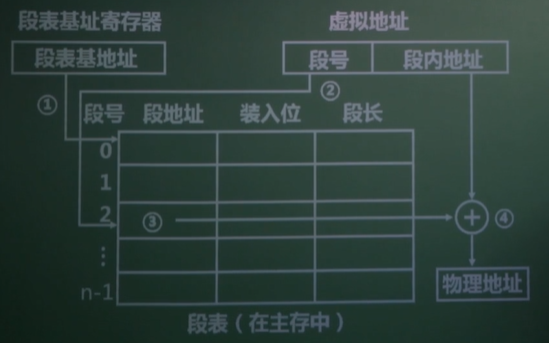 段表基址寄存器
虚拟地址
段表基地址
段号
段内地址
①
②
段号
段地址
装入位
段长
0
1
2
③
④
⋮
n-1
物理地址
段表（在主存中）